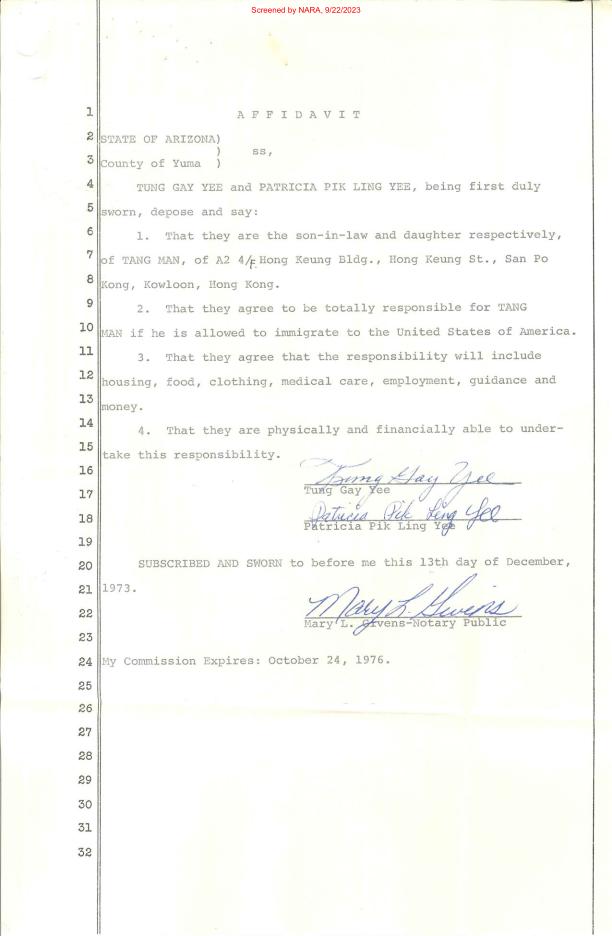 Screened by NARA, 9/22/2023
1 A F F I D A V I T
2 STATE OF ARIZONA)
) ss,
3 County of Yuma )
4 TUNG GAY YEE and PATRICIA PIK LING YEE, being first duly
5 sworn, depose and say:
6 1. That they are the son-in-law and daughter respectively,
7 of TANG MAN, of A2 4/F Hong Keung Bldg., Hong Keung St., San Po
8 Kong, Kowloon, Hong Kong.
9 2. That they agree to be totally responsible for TANG
10 MAN if he is allowed to immigrate to the United States of America.
11 3. That they agree that the responsibility will include
12 housing, food, clothing, medical care, employment, guidance and
13 money.
14 4. That they are physically and financially able to under-
15 take this responsibility.
16 Tung Gay Yee
17 Tung Gay Yee
18 Patricia Pik Ling Yee
Patricia Pik Ling Yee
19
20 SUBSCRIBED AND SWORN to before me this 13th day of December,
21 1973.
22 Mary L. Givens
Mary L. Givens-Notary Public
23
24 My Commission Expires: October 24, 1976.
25
26
27
28
29
30
31
32